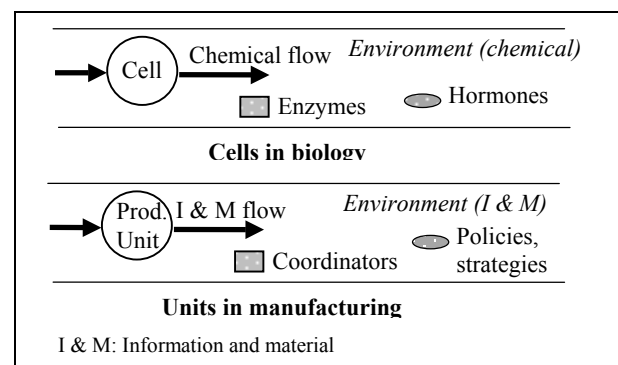 Environment (chemical)
Chemical flow
Cell
Enzymes
Hormones
Cells in biology
Environment (I & M)
Prod. I & M flow
Unit
Coordinators
Policies,
strategies
Units in manufacturing
I & M: Information and material